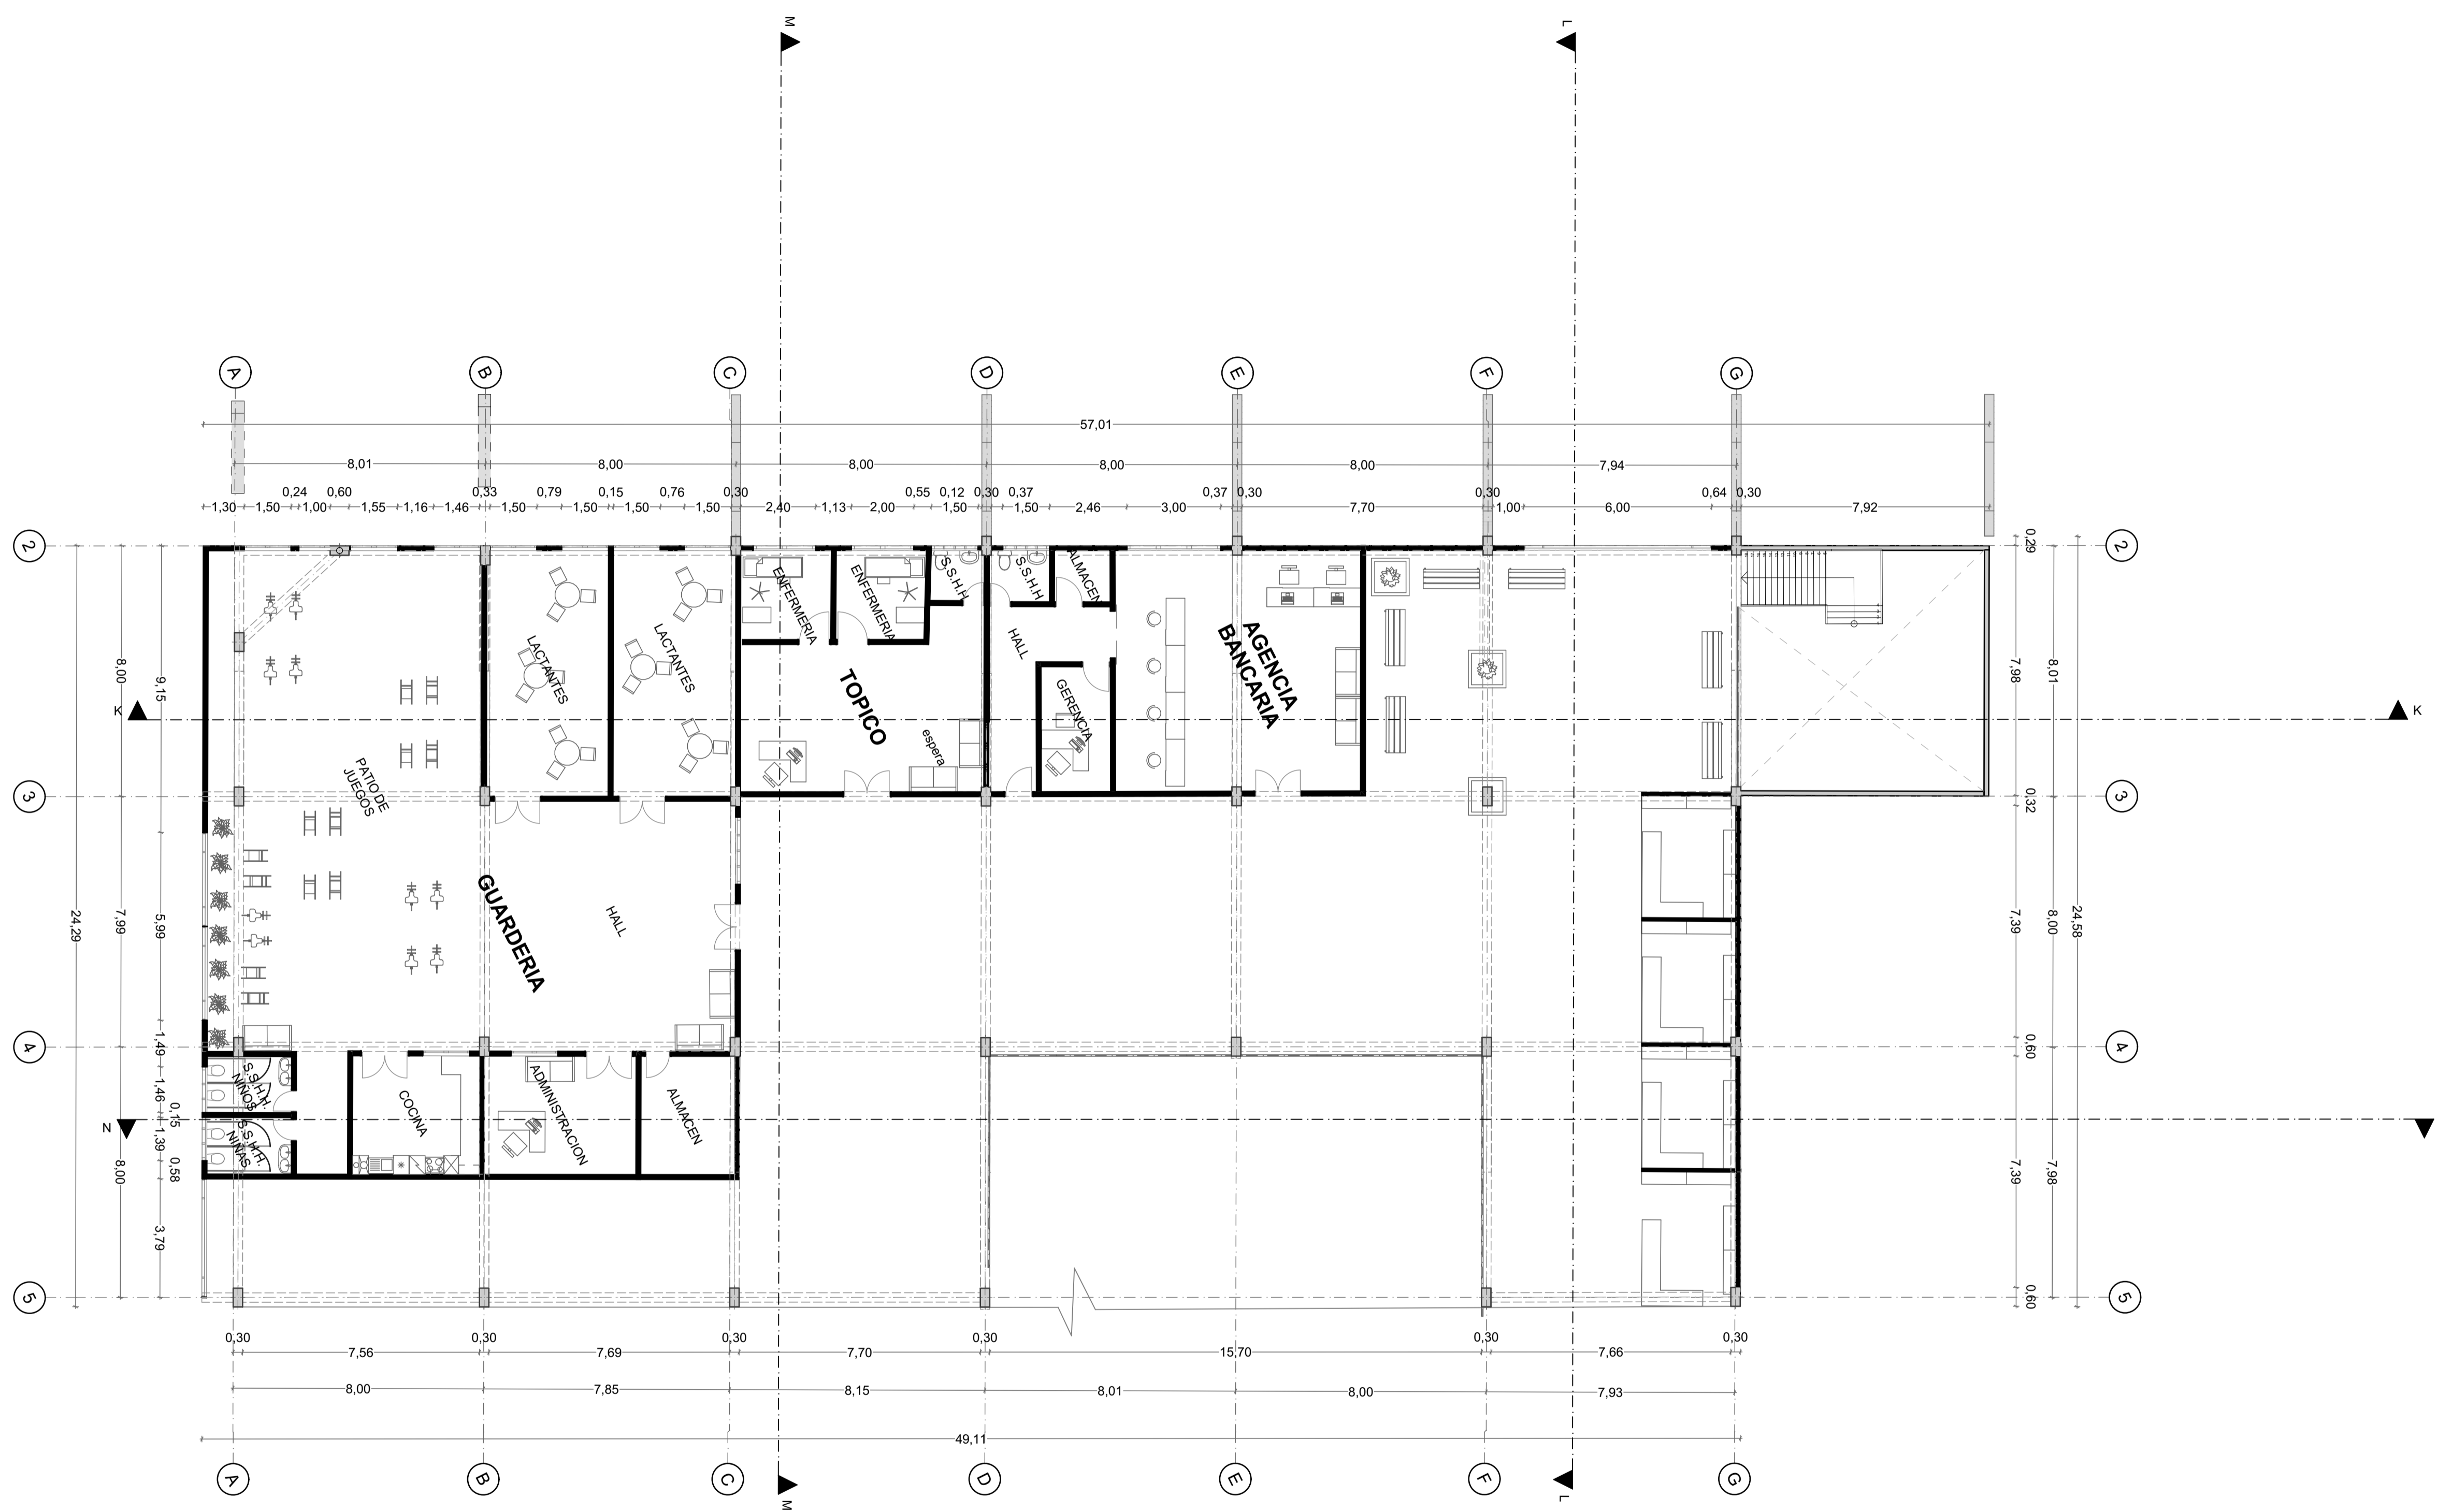 M
L
A
B
C
D
E
F
G
57,01
8,01
8,00
8,00
8,00
8,00
7,94
0,24
0,60
0,33
0,79
0,15
0,76
0,30
0,55
0,12
0,30
0,37
0,37
0,30
0,30
0,64
0,30
1,30
1,50
1,00
1,55
1,16
1,46
1,50
1,50
1,50
1,50
2,40
1,13
2,00
1,50
1,50
2,46
3,00
7,70
1,00
6,00
7,92
2
2
0,29
ENFERMERIA
ENFERMERIA
S.S.H.H
S.S.H.H
ALMACEN
LACTANTES
LACTANTES
HALL
AGENCIA
BANCARIA
TOPICO
GERENCIA
espera
8,00
9,15
7,98
8,01
K
K
PATIO DE
JUEGOS
3
3
0,32
GUARDERIA
HALL
24,29
7,99
5,99
7,39
8,00
24,58
4
4
1,49
0,60
S.S.H.H.
NIÑOS
COCINA
ADMINISTRACION
ALMACEN
1,46
0,15
N
S.S.H.H.
NIÑAS
1,39
0,58
8,00
7,39
7,98
3,79
5
5
0,60
0,30
0,30
0,30
0,30
0,30
0,30
7,56
7,69
7,70
15,70
7,66
8,00
7,85
8,15
8,01
8,00
7,93
49,11
A
B
C
D
E
F
G
M
L